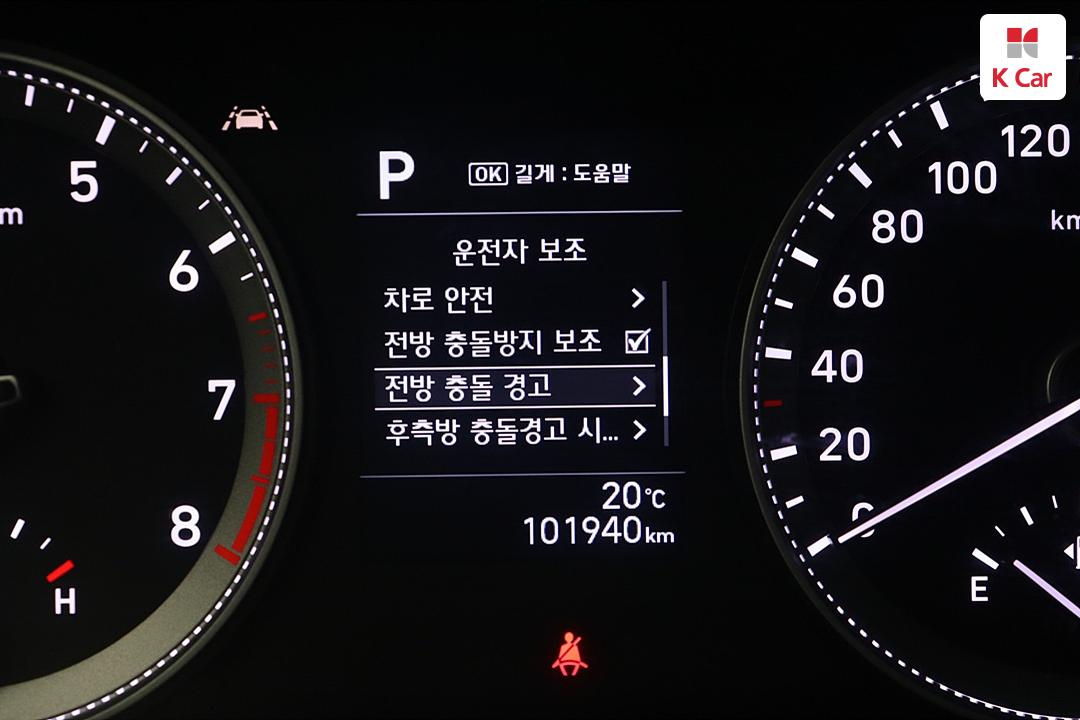 K Car
P
OK 길게 : 도움말
운전자 보조
차로 안전
전방 충돌방지 보조
전방 충돌 경고
후측방 충돌경고 시...
20℃
101940km
5
6
7
8
H
120
100
80
60
40
20
0
km
E